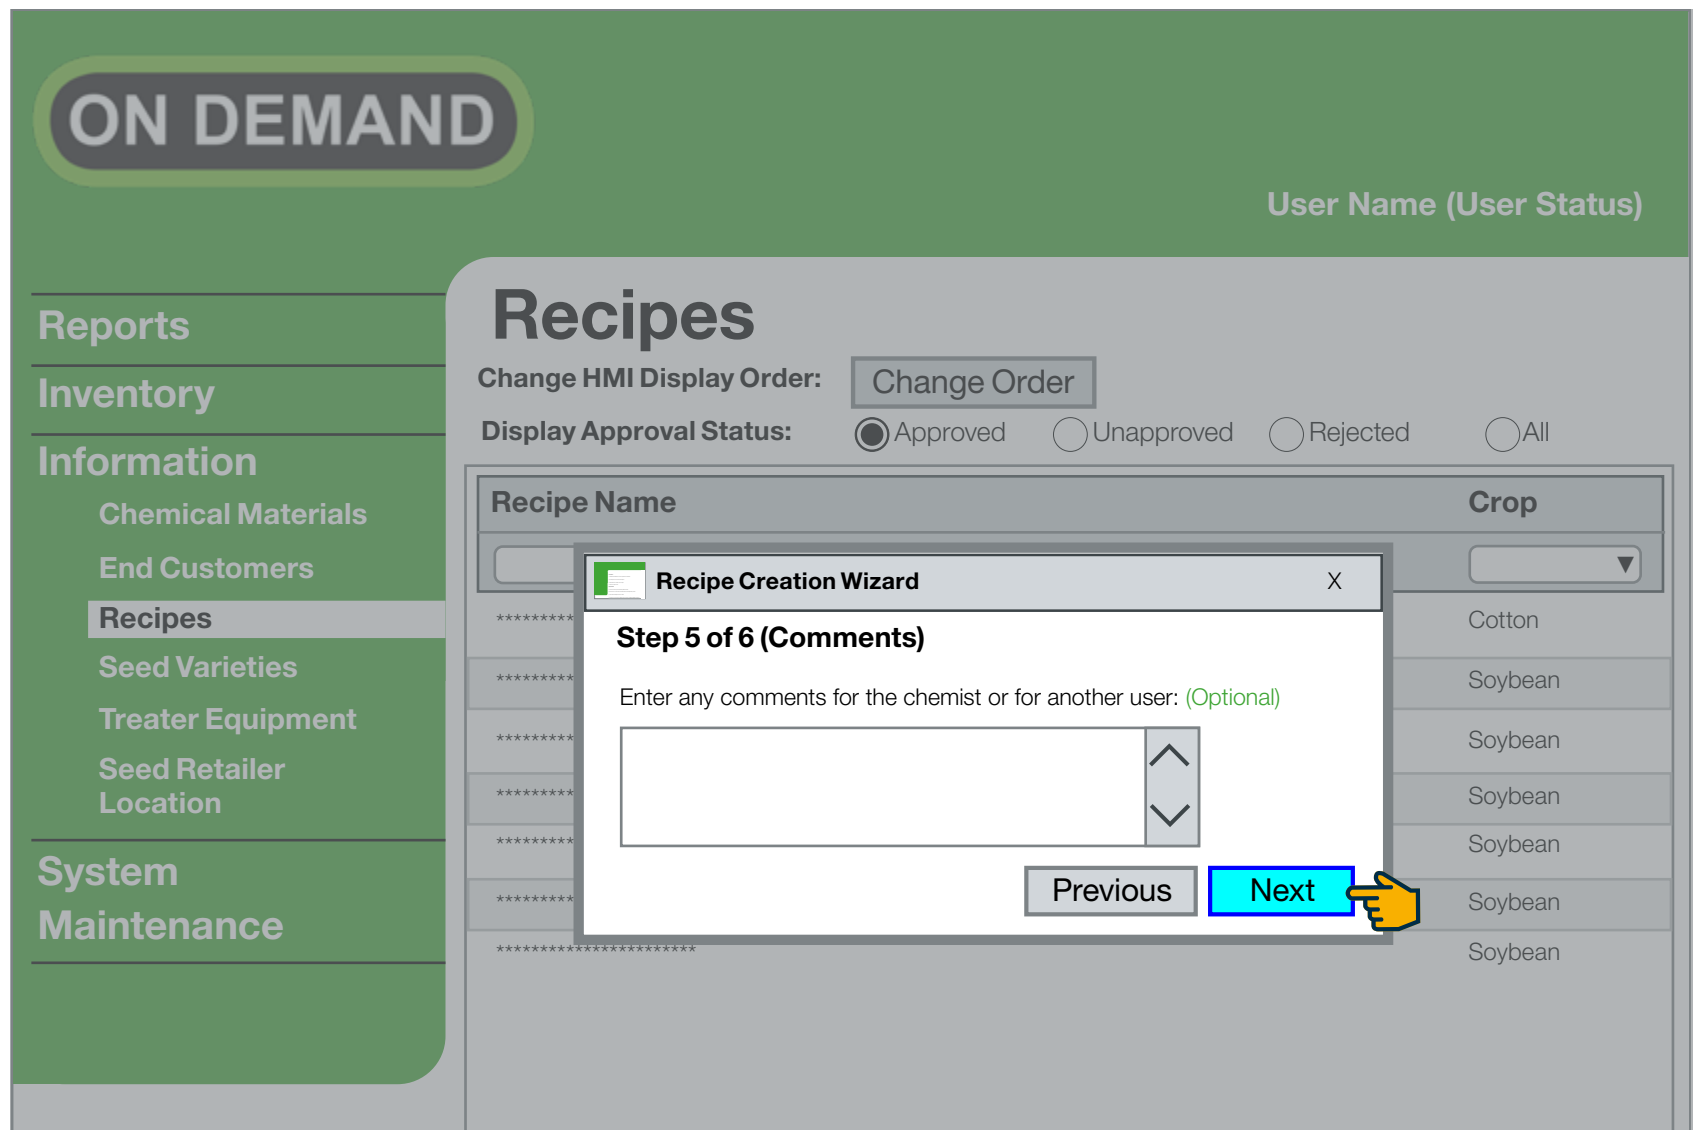 ON DEMAND
User Name (User Status)
Reports
Inventory
Information
Chemical Materials
End Customers
Recipes
Seed Varieties
Treater Equipment
Seed Retailer
Location
System
Maintenance
Recipes
Change HMI Display Order: Change Order
Display Approval Status: Approved Unapproved Rejected All
Recipe Name Crop
********* Cotton
********* Soybean
********* Soybean
********* Soybean
********* Soybean
********* Soybean
*********************** Soybean
Recipe Creation Wizard X
Step 5 of 6 (Comments)
Enter any comments for the chemist or for another user: (Optional)
Previous Next